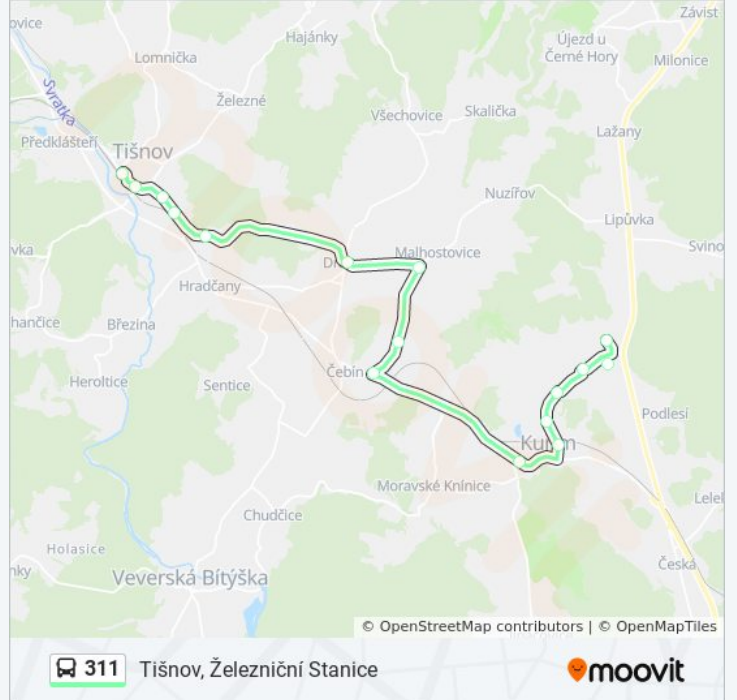 ovice
Závist
Hajánky
Újezd u
Černé Hory
Lomnička
Milonice
Svratka
Železné
Všechovice
Skalička
Lažany
Předklášteří
Tišnov
Nuzířov
Lipůvka
vka
Malhostovice
Svino
Hradčany
hančice
Březina
Čebín
Heroltice
Sentice
Podlesí
Moravské Knínice
Lelek
Chudčice
Holasice
Česká
nky
Veverská Bítýška
© OpenStreetMap contributors | © OpenMapTiles
311 Tišnov, Železniční Stanice
moovit